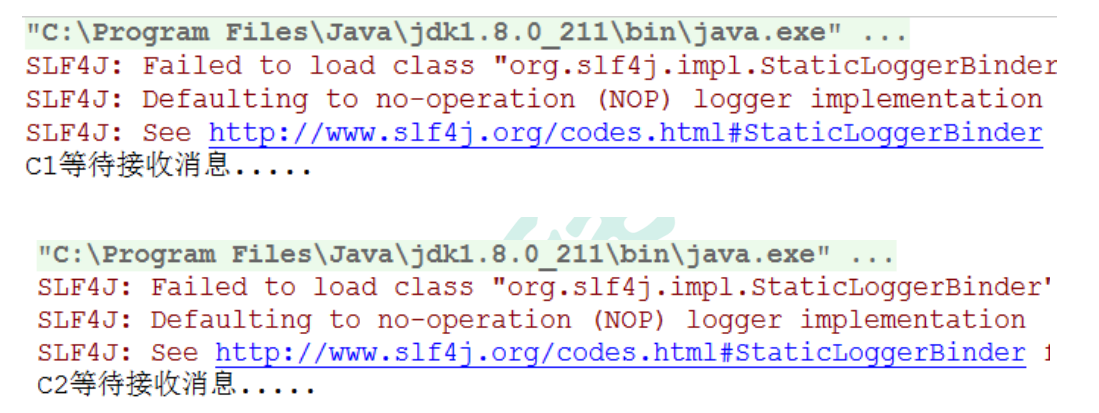 "C:\Program Files\Java\jdk1.8.0_211\bin\java.exe" ...
SLF4J: Failed to load class "org.slf4j.impl.StaticLoggerBinder
SLF4J: Defaulting to no-operation (NOP) logger implementation
SLF4J: See http://www.slf4j.org/codes.html#StaticLoggerBinder
C1等待接收消息.....
"C:\Program Files\Java\jdk1.8.0_211\bin\java.exe" ...
SLF4J: Failed to load class "org.slf4j.impl.StaticLoggerBinder"
SLF4J: Defaulting to no-operation (NOP) logger implementation
SLF4J: See http://www.slf4j.org/codes.html#StaticLoggerBinder
C2等待接收消息.....